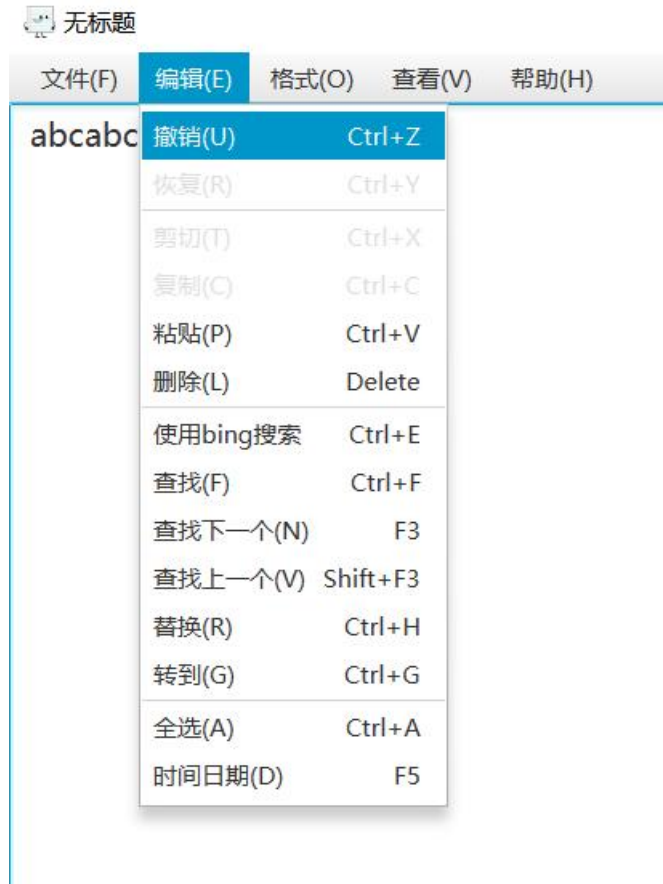 无标题
文件(F) 编辑(E) 格式(O) 查看(V) 帮助(H)
abcabc
撤销(U) Ctrl+Z
恢复(R) Ctrl+Y
剪切(T) Ctrl+X
复制(C) Ctrl+C
粘贴(P) Ctrl+V
删除(L) Delete
使用bing搜索 Ctrl+E
查找(F) Ctrl+F
查找下一个(N) F3
查找上一个(V) Shift+F3
替换(R) Ctrl+H
转到(G) Ctrl+G
全选(A) Ctrl+A
时间日期(D) F5